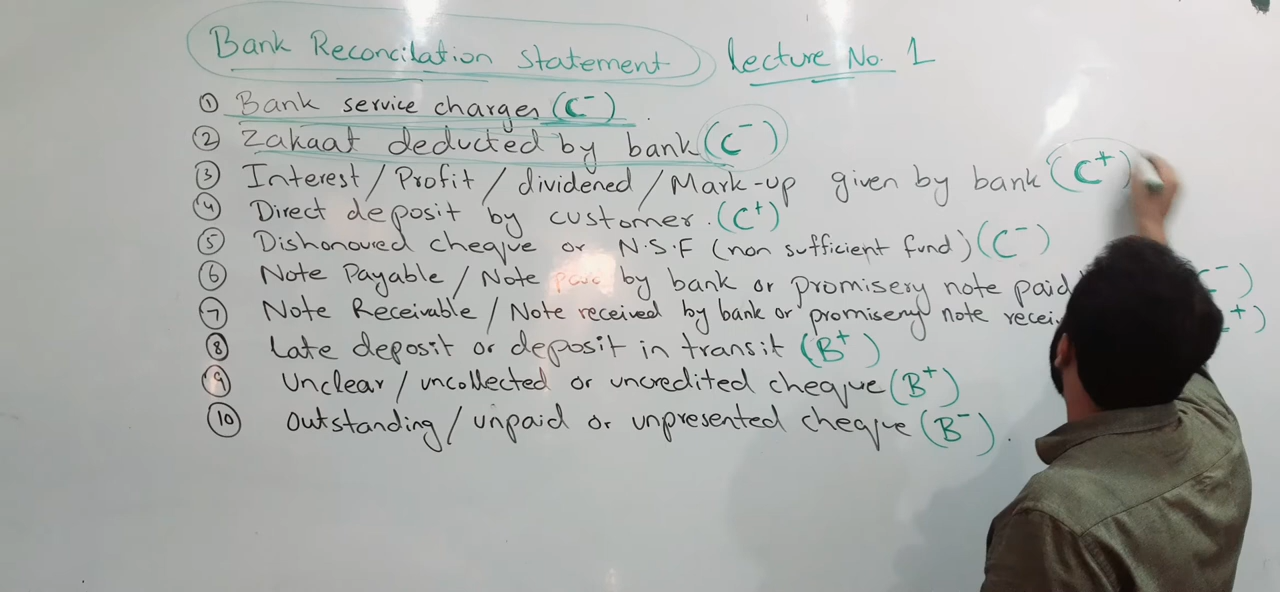 Bank Reconcilation statement lecture No. 1
① Bank service charges (C⁻)
② Zakaat deducted by bank (C⁻)
③ Interest / Profit / dividened / Mark-up given by bank (C⁺)
④ Direct deposit by customer. (C⁺)
⑤ Dishonoured cheque or N.S.F (non sufficient fund) (C⁻)
⑥ Note Payable / Note paid by bank or promisery note paid
⑦ Note Receivable / Note received by bank or promisery note +)
⑧ Late deposit or deposit in transit (B⁺)
⑨ Unclear / uncollected or uncredited cheque (B⁺)
⑩ Outstanding / unpaid or unpresented cheque (B⁻).